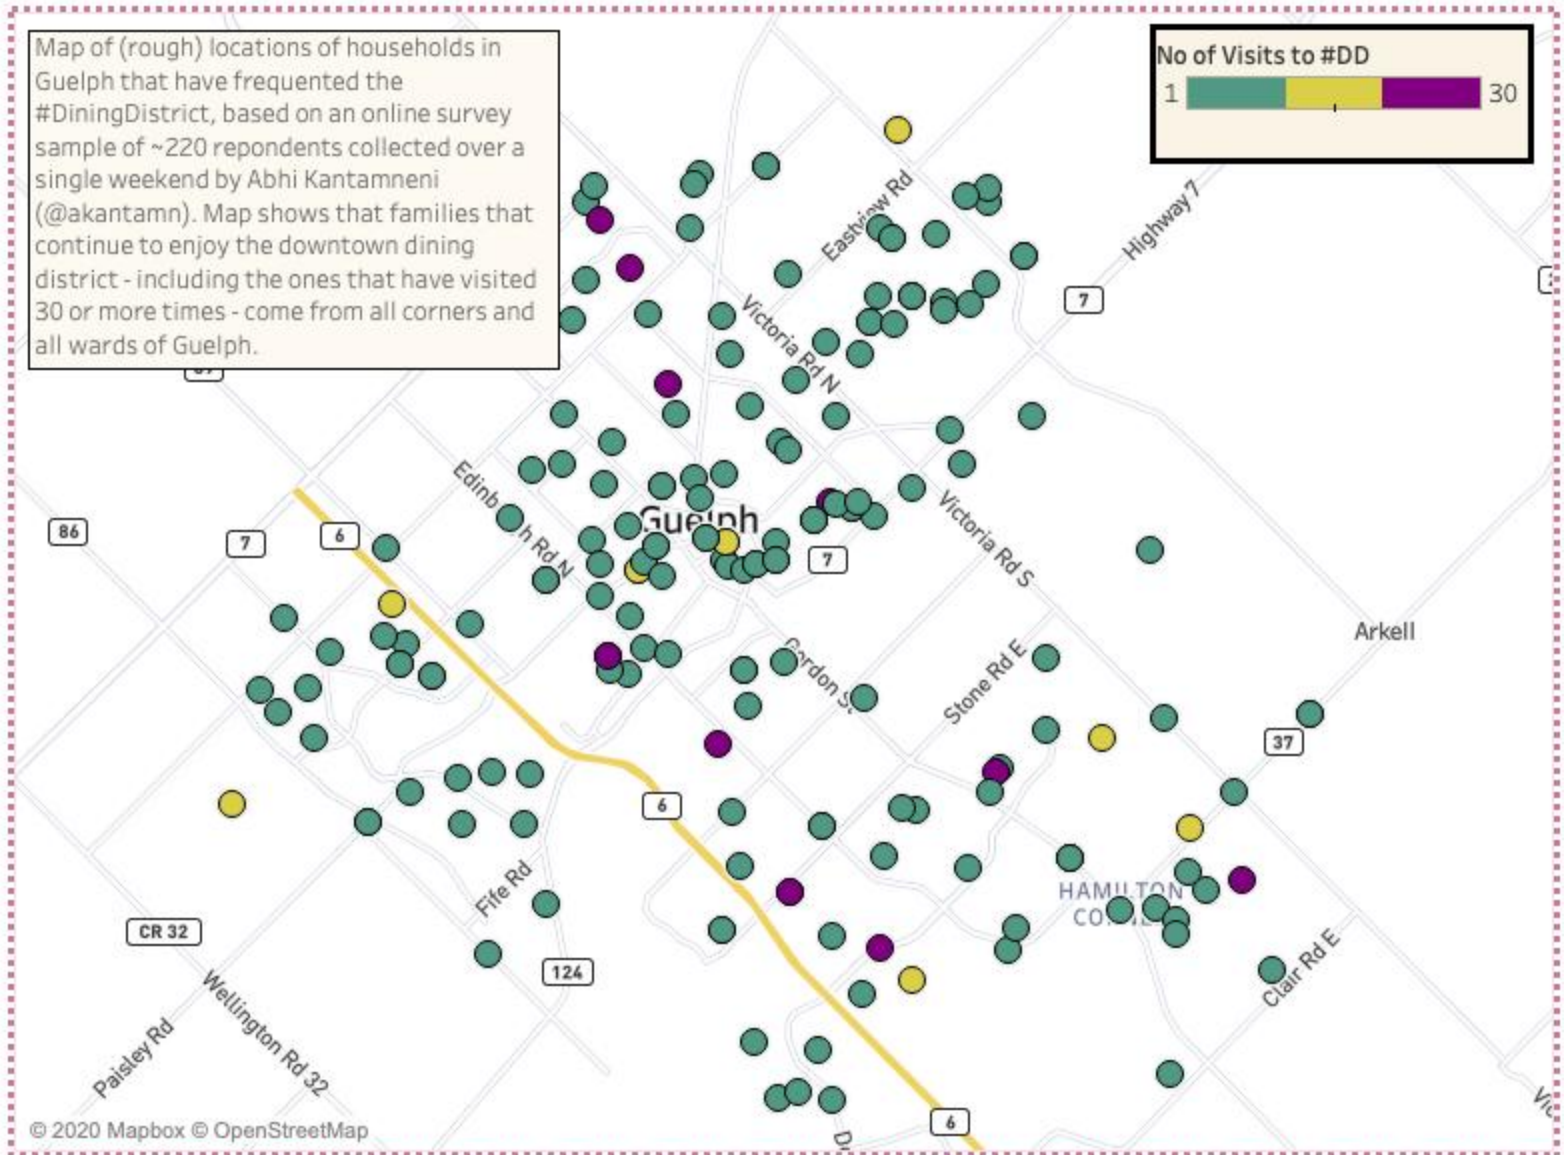 Map of (rough) locations of households in
Guelph that have frequented the
#DiningDistrict, based on an online survey
sample of ~220 repondents collected over a
single weekend by Abhi Kantamneni
(@akantamn). Map shows that families that
continue to enjoy the downtown dining
district - including the ones that have visited
30 or more times - come from all corners and
all wards of Guelph.
No of Visits to #DD
1 30
Eastview Rd
Highway 7
7
Victoria Rd N
Guelph
86
7
6
7
Victoria Rd S
Arkell
Gordon St
Stone Rd E
37
6
Fife Rd
HAMILTON
CR 32
124
Clair Rd E
Wellington Rd 32
Paisley Rd
6
© 2020 Mapbox © OpenStreetMap